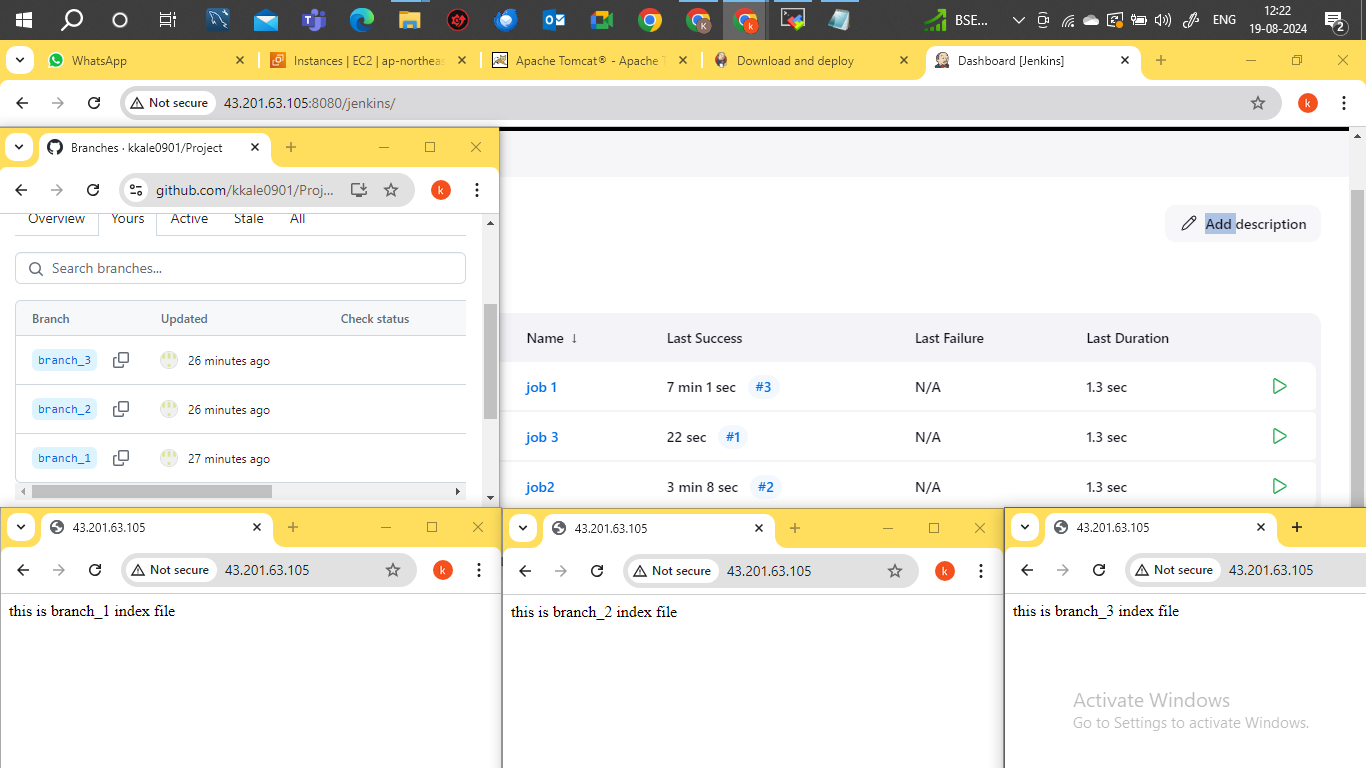 BSE...
ENG
12:22
19-08-2024
2
WhatsApp
Instances | EC2 | ap-northeas
Apache Tomcat® - Apache T
Download and deploy
Dashboard [Jenkins]
Not secure
43.201.63.105:8080/jenkins/
k
Branches · kkale0901/Project
github.com/kkale0901/Proj...
k
Overview
Yours
Active
Stale
All
Search branches...
Branch
Updated
Check status
branch_3
26 minutes ago
branch_2
26 minutes ago
branch_1
27 minutes ago
Add description
Name ↓
Last Success
Last Failure
Last Duration
job 1
7 min 1 sec
#3
N/A
1.3 sec
job 3
22 sec
#1
N/A
1.3 sec
job2
3 min 8 sec
#2
N/A
1.3 sec
43.201.63.105
Not secure
43.201.63.105
k
this is branch_1 index file
43.201.63.105
Not secure
43.201.63.105
k
this is branch_2 index file
43.201.63.105
Not secure
43.201.63.105
this is branch_3 index file
Activate Windows
Go to Settings to activate Windows.